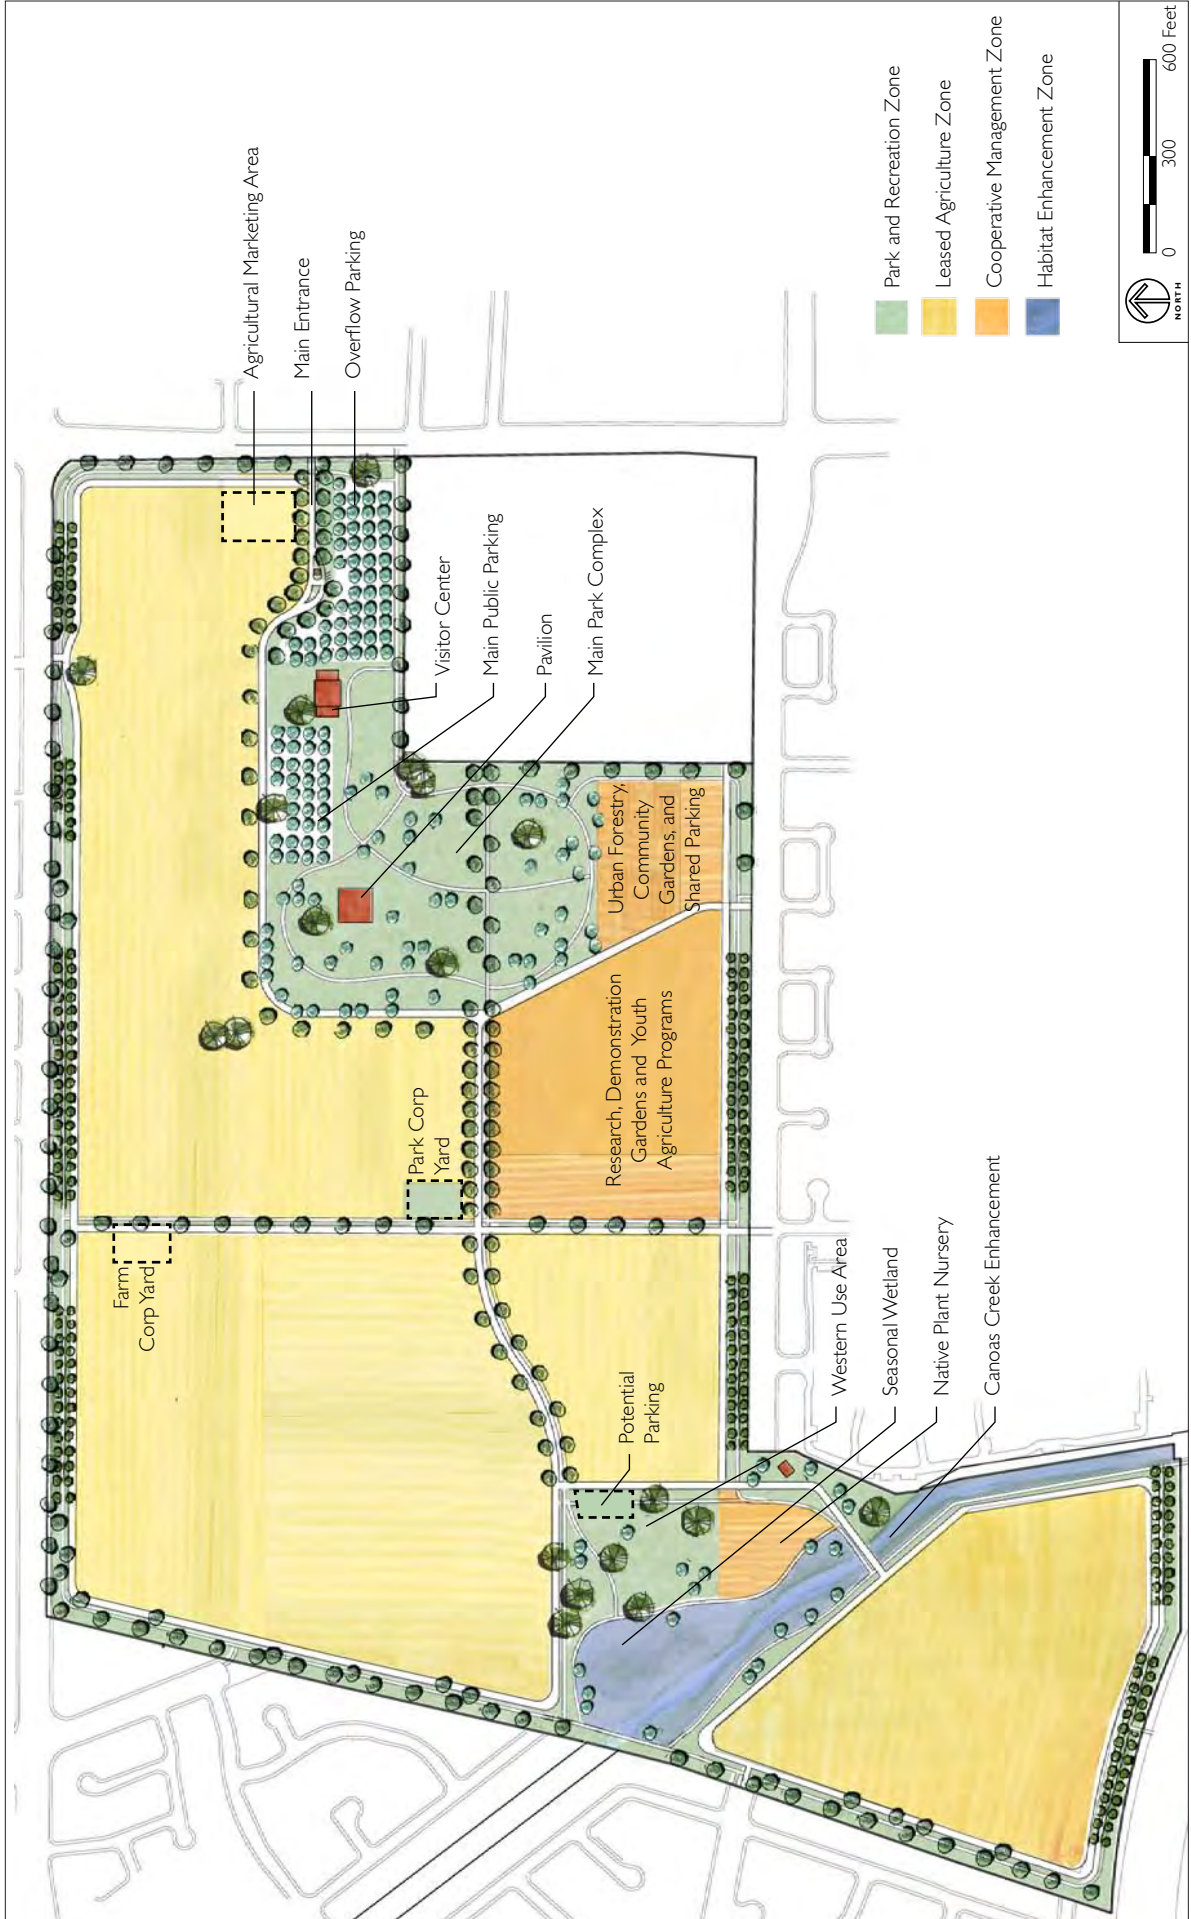 Agricultural Marketing Area
Main Entrance
Overflow Parking
Visitor Center
Main Public Parking
Pavilion
Main Park Complex
Urban Forestry,
Community
Gardens, and
Shared Parking
Research, Demonstration
Gardens and Youth
Agriculture Programs
Park Corp
Yard
Farm
Corp Yard
Potential
Parking
Western Use Area
Seasonal Wetland
Native Plant Nursery
Canoas Creek Enhancement
Park and Recreation Zone
Leased Agriculture Zone
Cooperative Management Zone
Habitat Enhancement Zone
NORTH
0 300 600 Feet